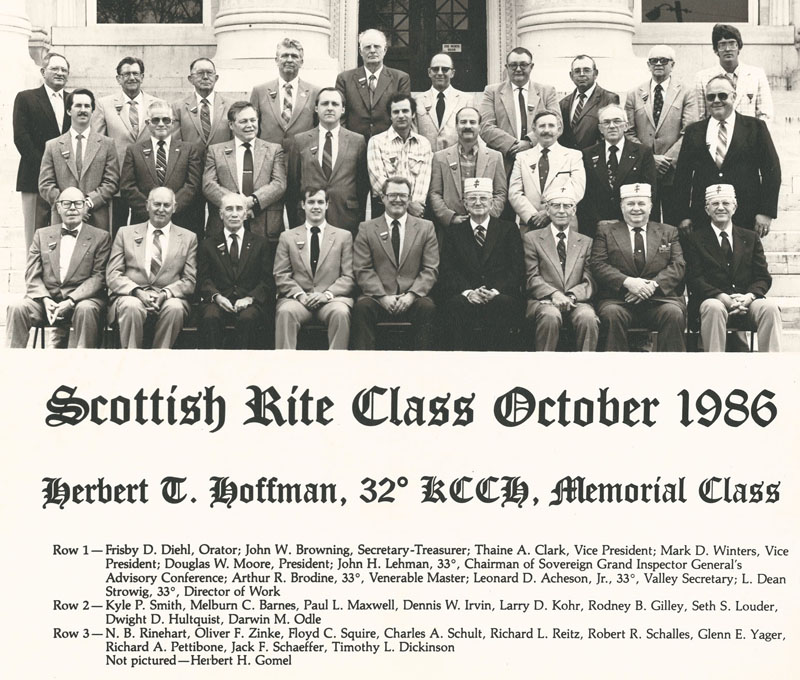 Scottish Rite Class October 1986
Herbert T. Hoffman, 32° KCCH, Memorial Class
Row 1—Frisby D. Diehl, Orator; John W. Browning, Secretary-Treasurer; Thaine A. Clark, Vice President; Mark D. Winters, Vice
President; Douglas W. Moore, President; John H. Lehman, 33°, Chairman of Sovereign Grand Inspector General's
Advisory Conference; Arthur R. Brodine, 33°, Venerable Master; Leonard D. Acheson, Jr., 33°, Valley Secretary; L. Dean
Strowig, 33°, Director of Work
Row 2—Kyle P. Smith, Melburn C. Barnes, Paul L. Maxwell, Dennis W. Irvin, Larry D. Kohr, Rodney B. Gilley, Seth S. Louder,
Dwight D. Hultquist, Darwin M. Odle
Row 3—N. B. Rinehart, Oliver F. Zinke, Floyd C. Squire, Charles A. Schult, Richard L. Reitz, Robert R. Schalles, Glenn E. Yager,
Richard A. Pettibone, Jack F. Schaeffer, Timothy L. Dickinson
Not pictured—Herbert H. Gomel